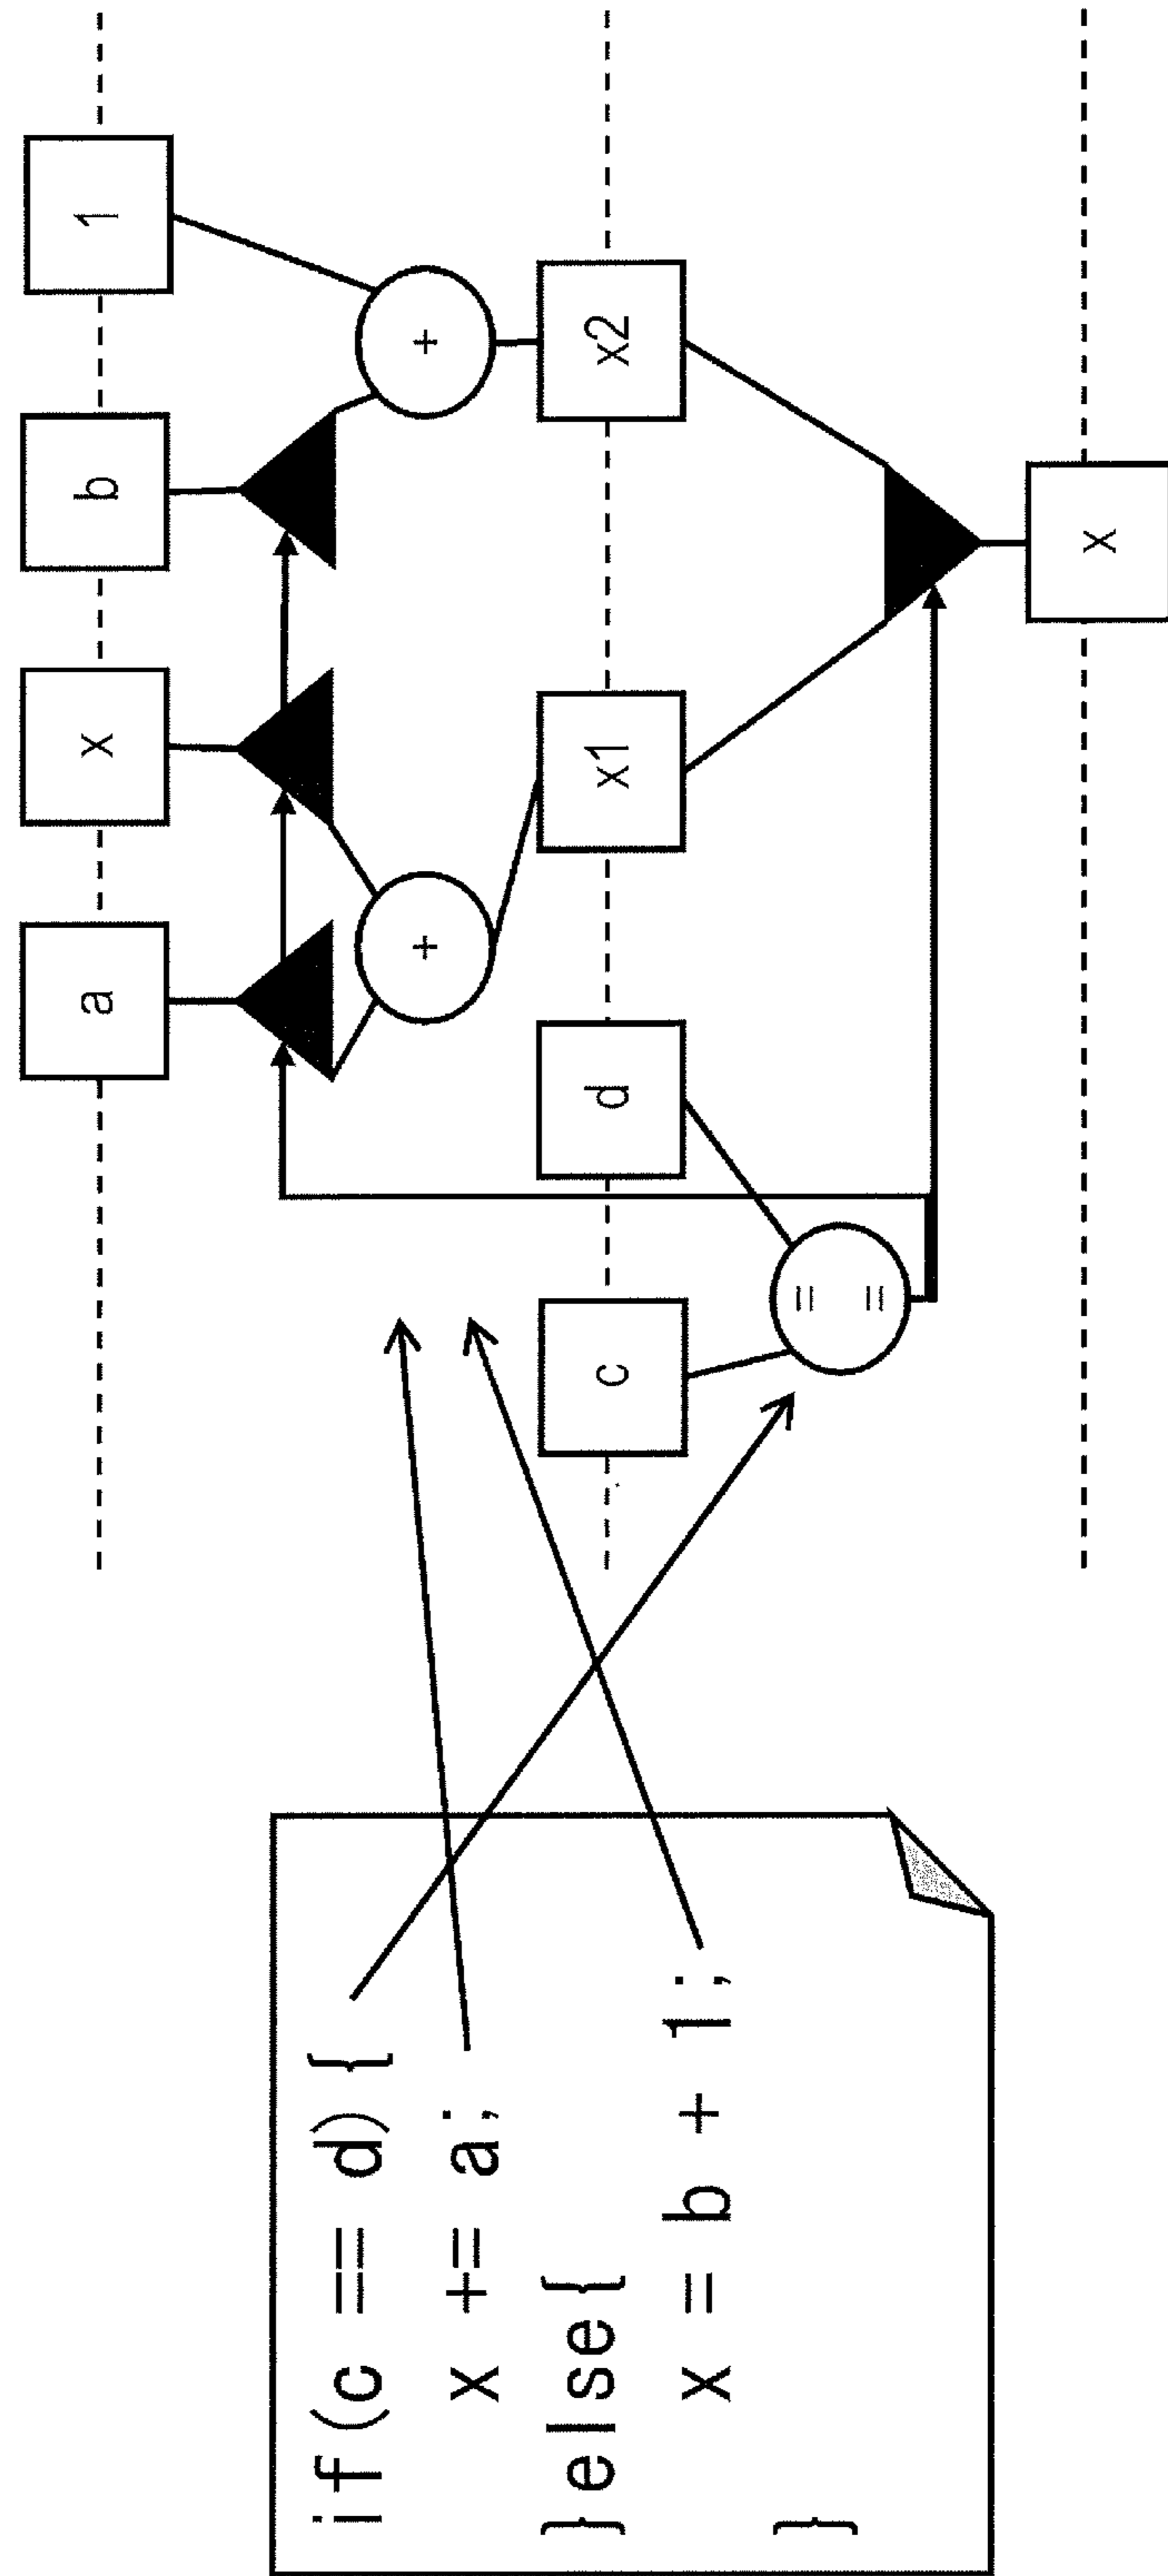 if(c == d) {
x += a;
}else{
x = b + 1;
}
a
x
b
1
+
+
c
d
x1
x2
= =
x